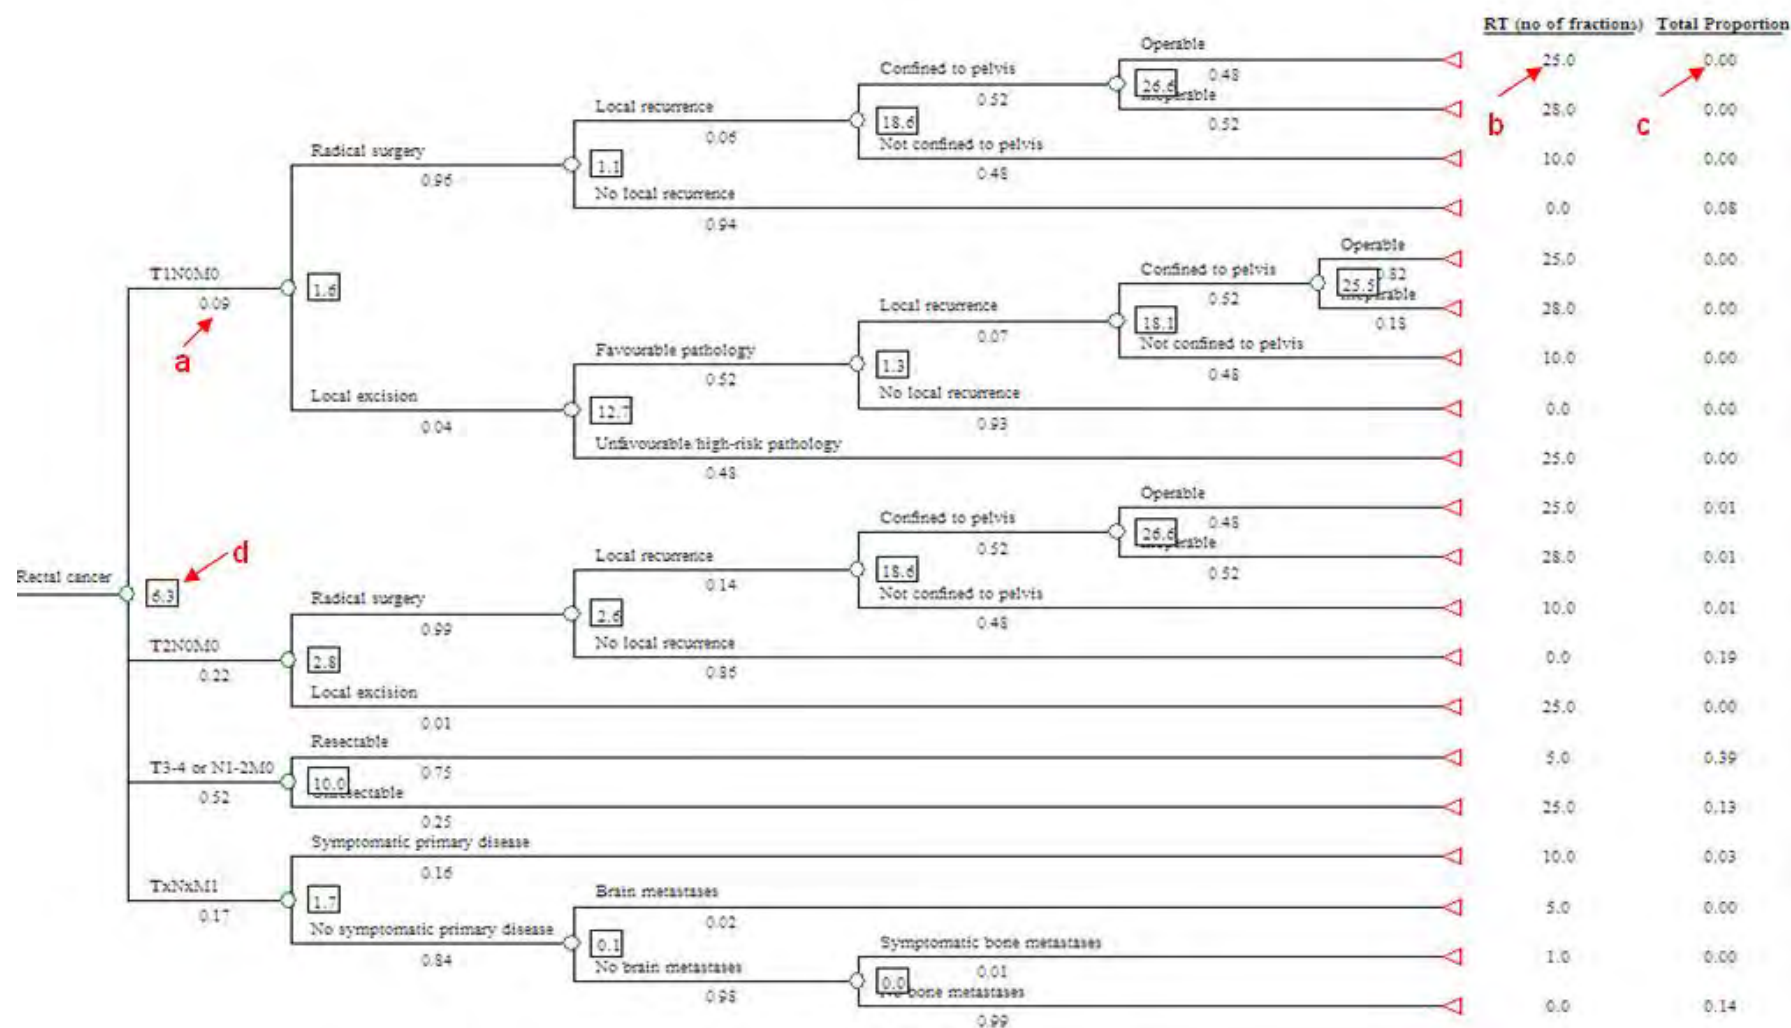 RT (no of fractions) Total Proportion
Operable
25.0 0.00
Confined to pelvis
26.6 0.48
0.52
b c
Local recurrence
28.0 0.00
18.6
0.52
0.06
Not confined to pelvis
Radical surgery
10.0 0.00
1.1
0.48
0.96
No local recurrence
0.0 0.08
0.94
Operable
T1N0M0
Confined to pelvis
25.0 0.00
0.82
1.6
25.5
0.09
0.52
Local recurrence
28.0 0.00
0.18
a
18.1
0.07
Not confined to pelvis
Favourable pathology
10.0 0.00
1.3
0.48
0.52
No local recurrence
Local excision
0.0 0.00
12.7
0.93
0.04
Unfavourable/high-risk pathology
25.0 0.00
0.48
Operable
Confined to pelvis
25.0 0.01
26.6 0.48
d
Local recurrence
0.52
28.0 0.01
Rectal cancer
18.6
0.52
0.14
6.3
Not confined to pelvis
Radical surgery
10.0 0.01
2.6
0.48
0.99
No local recurrence
T2N0M0
2.8
0.0 0.19
0.86
0.22
Local excision
25.0 0.00
0.01
Resectable
5.0 0.39
T3-4 or N1-2M0
0.75
10.0
0.52
25.0 0.13
0.25
Symptomatic primary disease
10.0 0.03
0.16
TxNxM1
Brain metastases
1.7
5.0 0.00
0.17
0.02
No symptomatic primary disease
0.1
Symptomatic bone metastases
0.84
1.0 0.00
No brain metastases
0.01
0.0
0.98
bone metastases
0.0 0.14
0.99